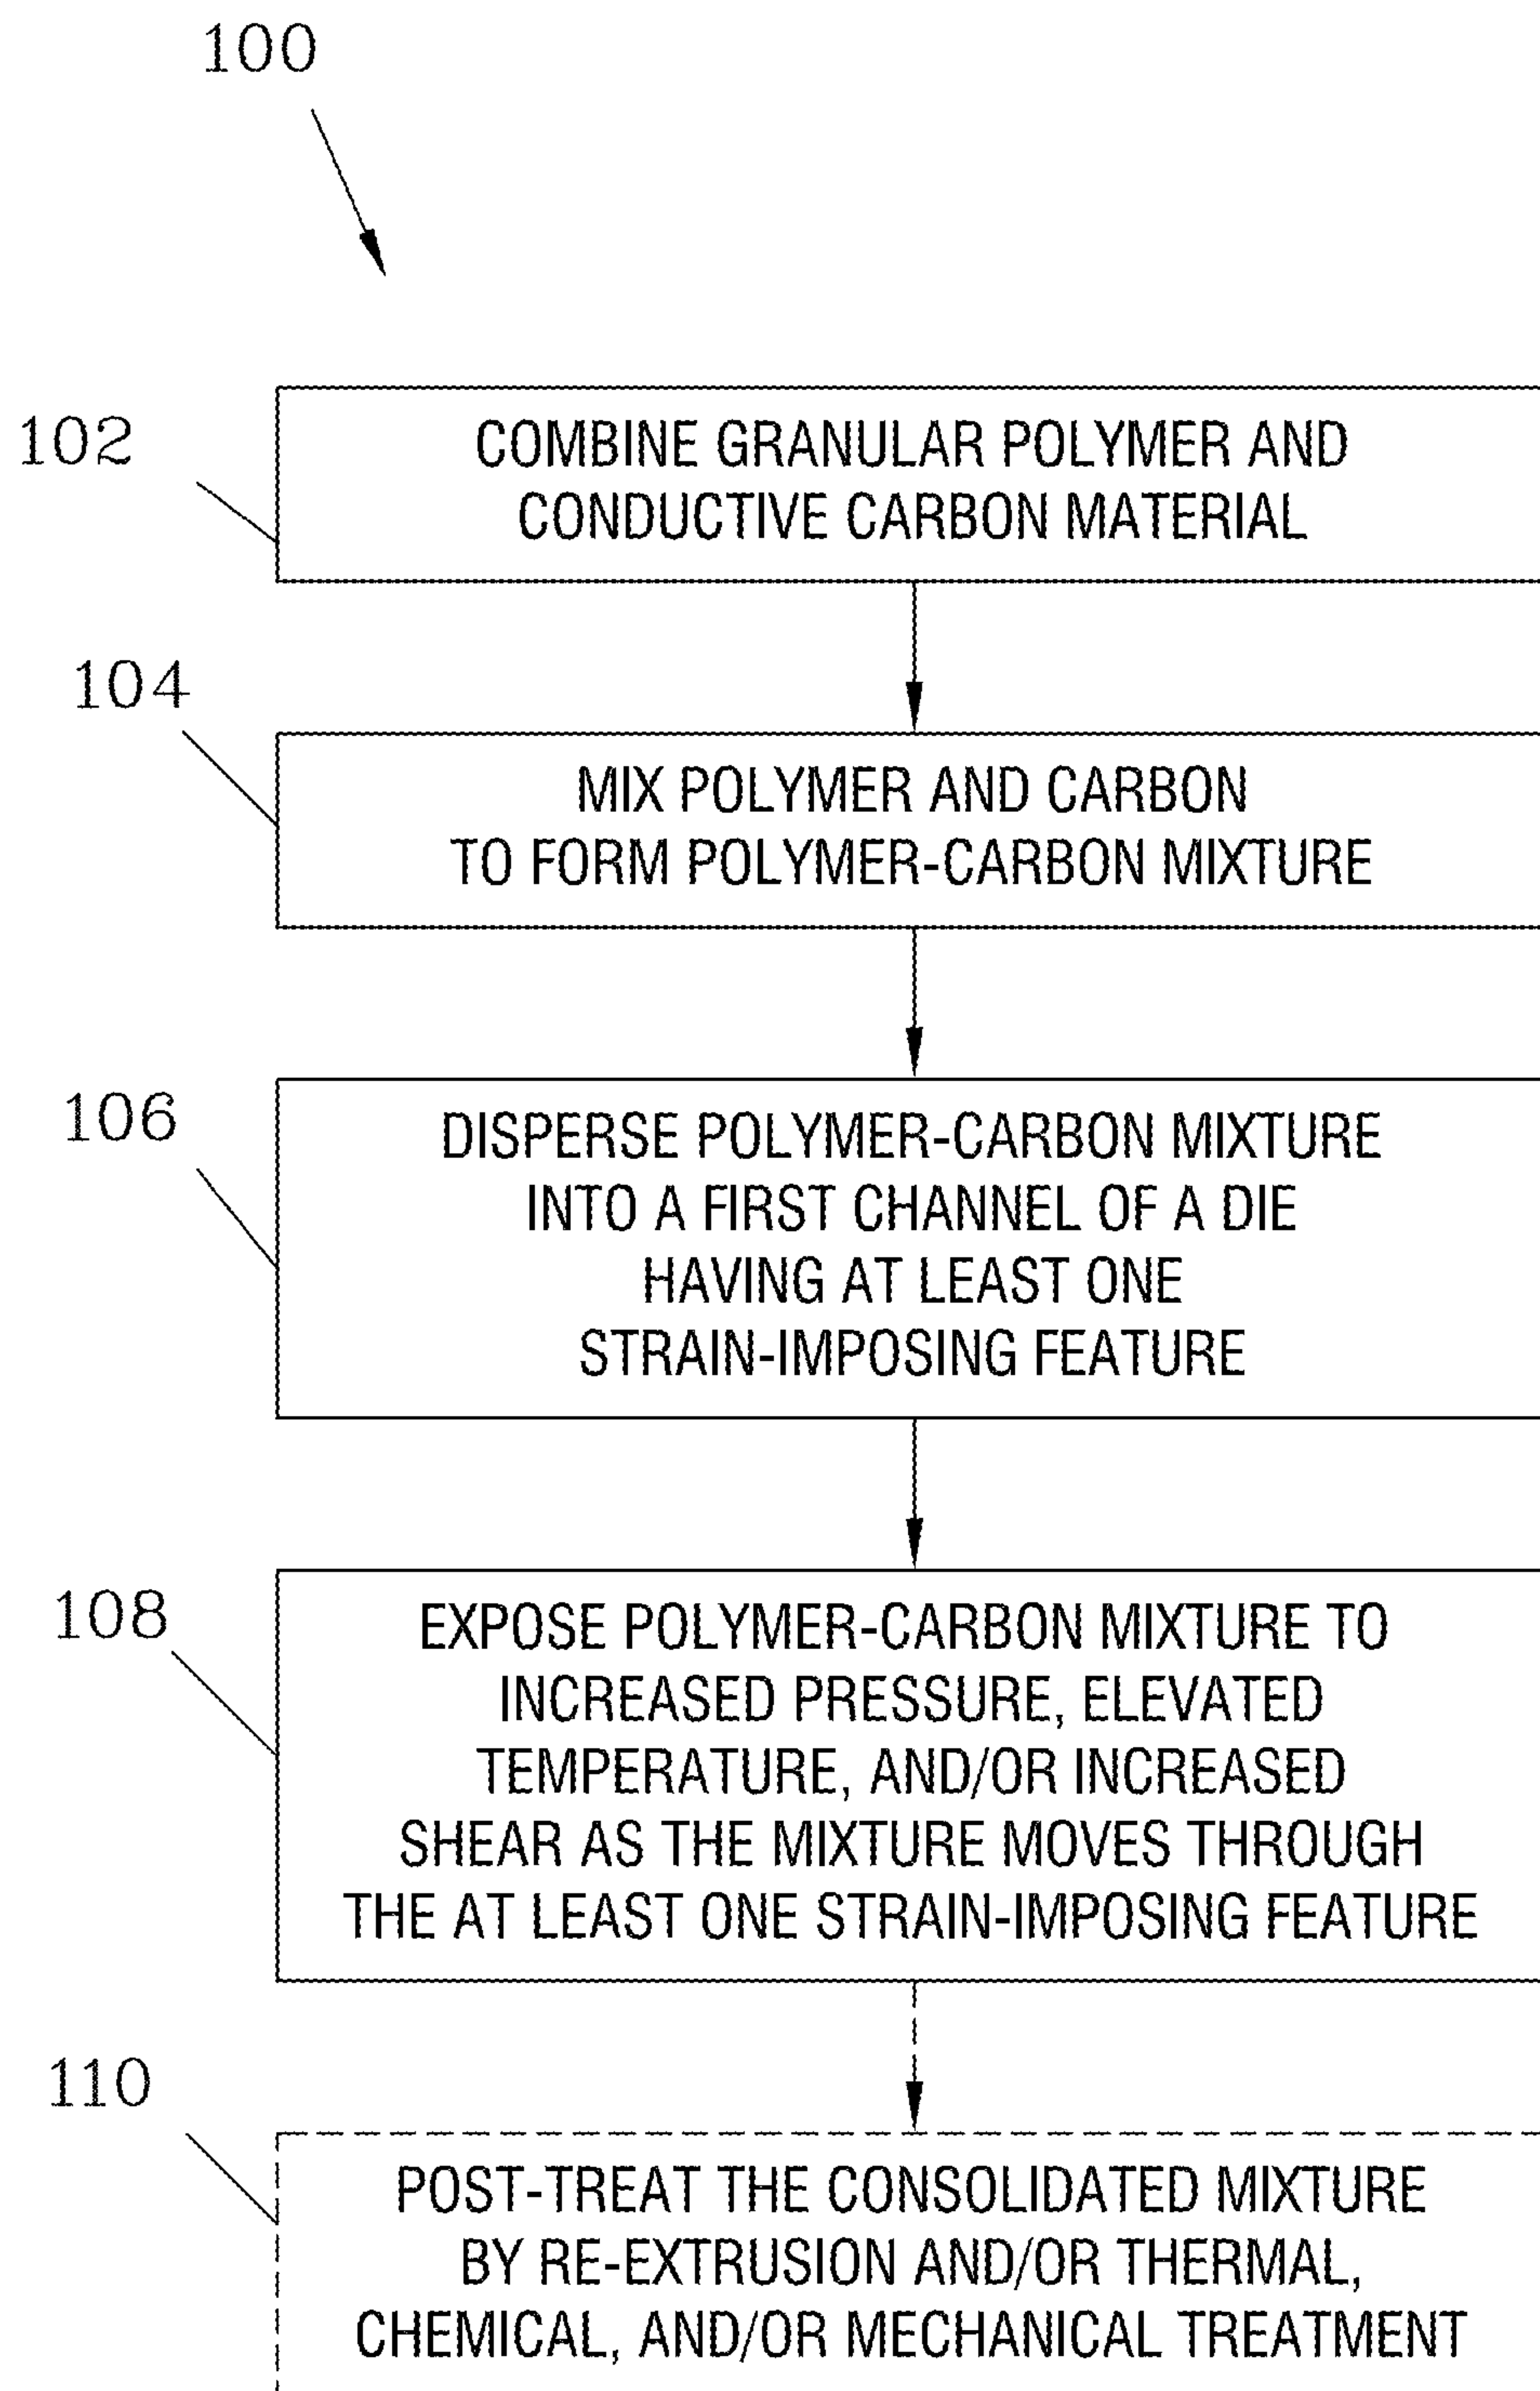 100
102
COMBINE GRANULAR POLYMER AND
CONDUCTIVE CARBON MATERIAL
104
MIX POLYMER AND CARBON
TO FORM POLYMER-CARBON MIXTURE
106
DISPERSE POLYMER-CARBON MIXTURE
INTO A FIRST CHANNEL OF A DIE
HAVING AT LEAST ONE
STRAIN-IMPOSING FEATURE
108
EXPOSE POLYMER-CARBON MIXTURE TO
INCREASED PRESSURE, ELEVATED
TEMPERATURE, AND/OR INCREASED
SHEAR AS THE MIXTURE MOVES THROUGH
THE AT LEAST ONE STRAIN-IMPOSING FEATURE
110
POST-TREAT THE CONSOLIDATED MIXTURE
BY RE-EXTRUSION AND/OR THERMAL,
CHEMICAL, AND/OR MECHANICAL TREATMENT